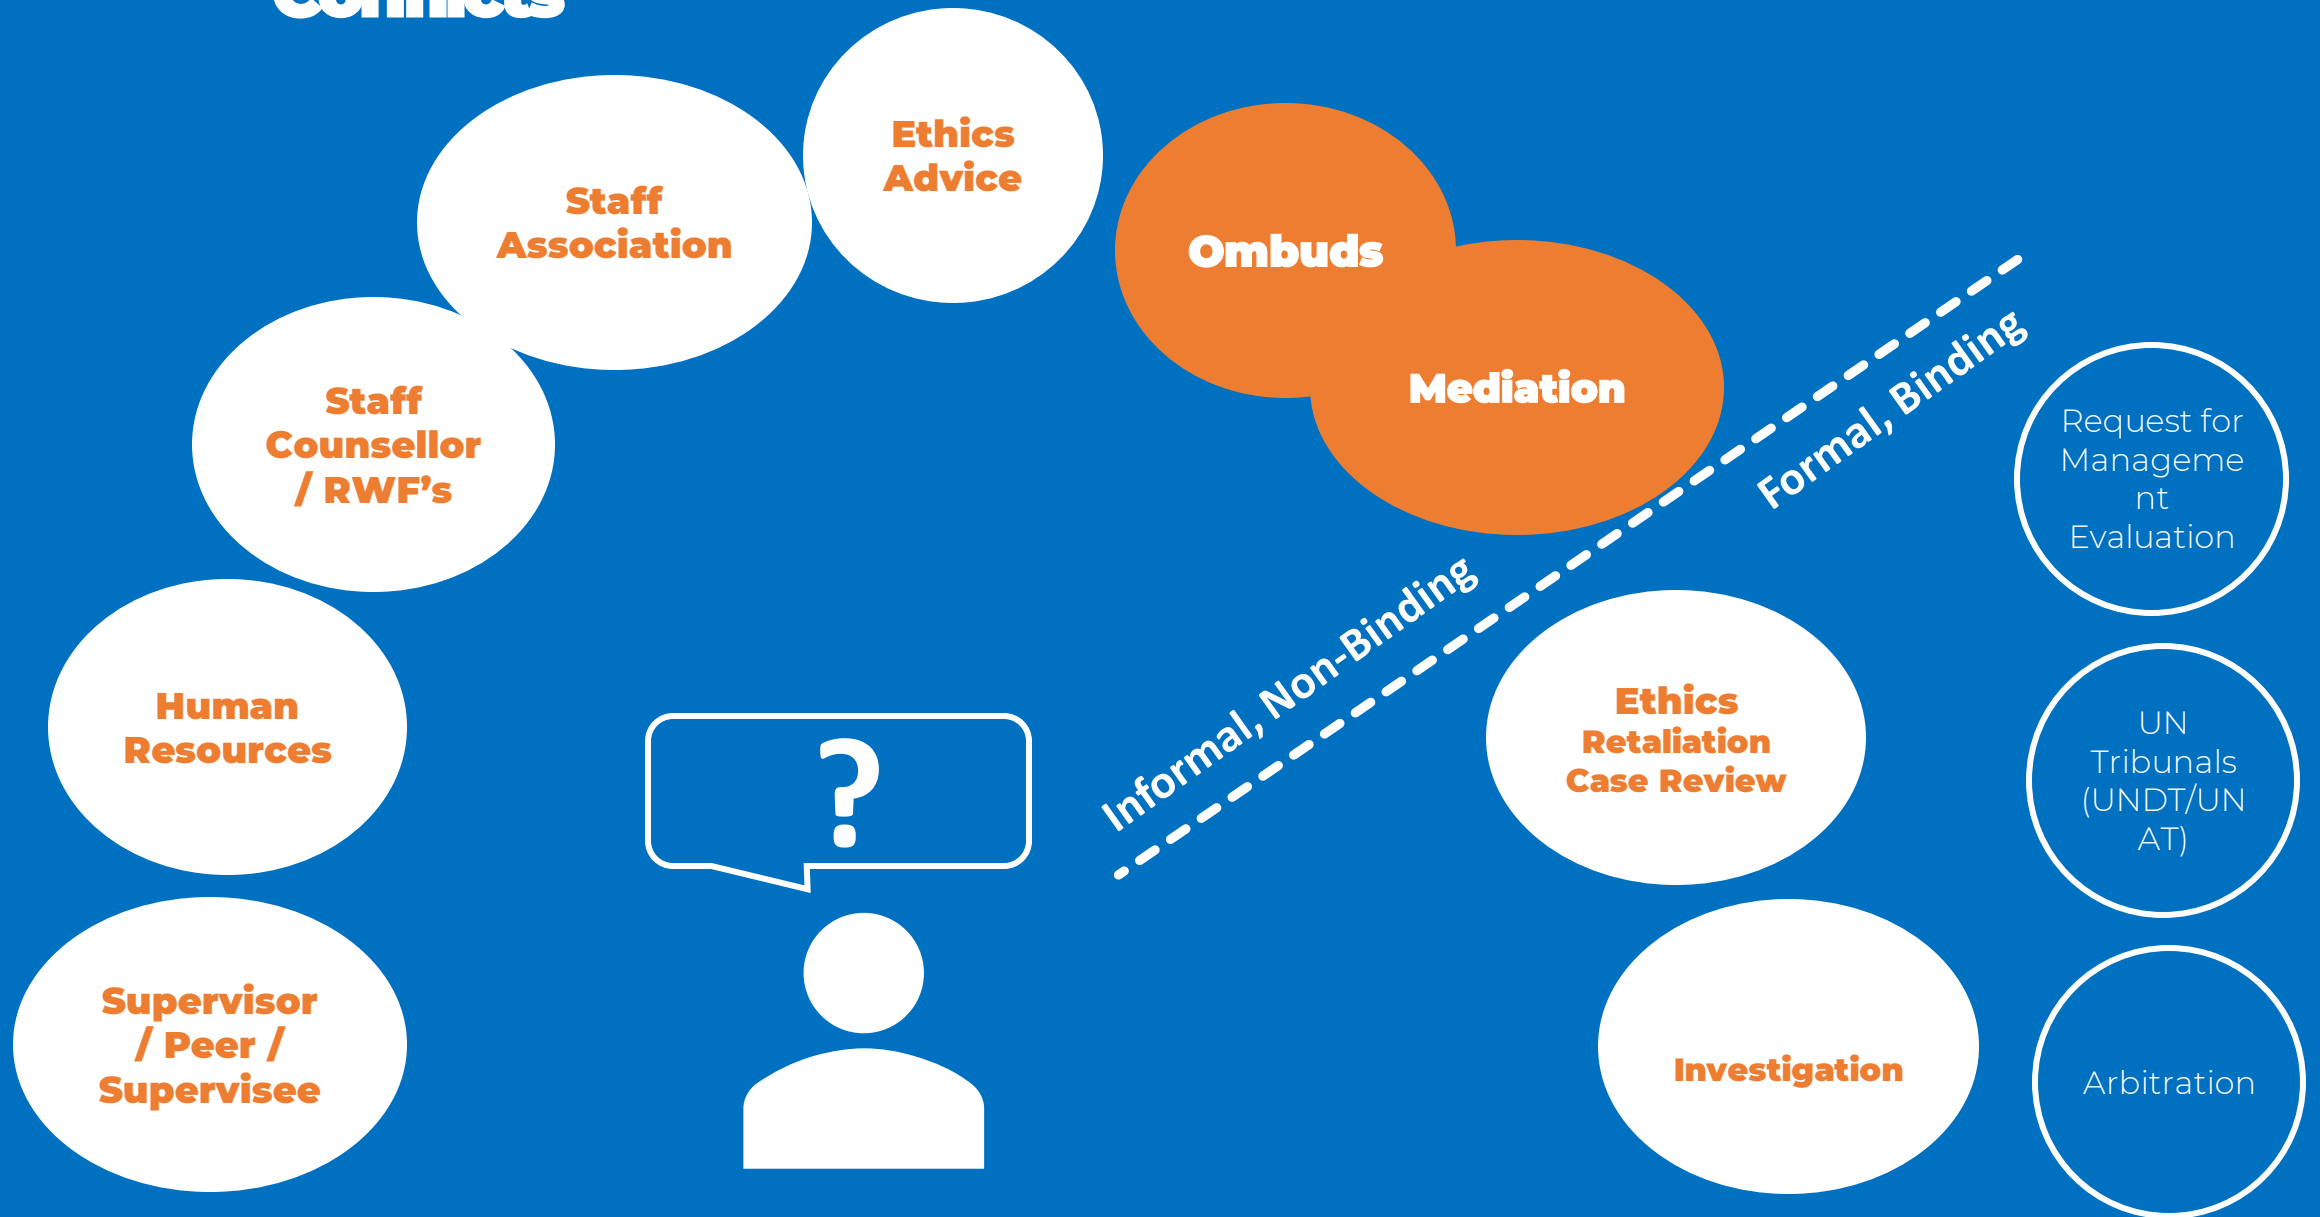 Conflicts
Ethics
Advice
Staff
Association
Ombuds
Mediation
Staff
Counsellor
/ RWF’s
Human
Resources
Supervisor
/ Peer /
Supervisee
?
Informal, Non-Binding
Formal, Binding
Ethics
Retaliation
Case Review
Investigation
Request for
Manageme
nt
Evaluation
UN
Tribunals
(UNDT/UN
AT)
Arbitration